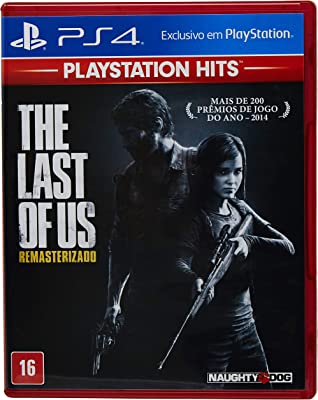 PS4
Exclusivo em PlayStation®
PLAYSTATION HITS
MAIS DE 200
PRÊMIOS DE JOGO
DO ANO – 2014
THE
LAST
OF US
REMASTERIZADO
16
NAUGHTY DOG